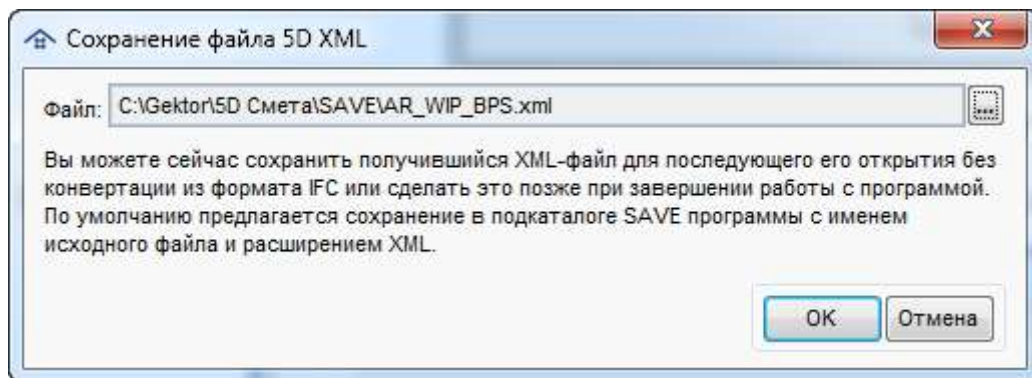 Сохранение файла 5D XML
Файл: C:\Gektor\5D Смета\SAVE\AR_WIP_BPS.xml ...
Вы можете сейчас сохранить получившийся XML-файл для последующего его открытия без
конвертации из формата IFC или сделать это позже при завершении работы с программой.
По умолчанию предлагается сохранение в подкаталоге SAVE программы с именем
исходного файла и расширением XML.
OK Отмена